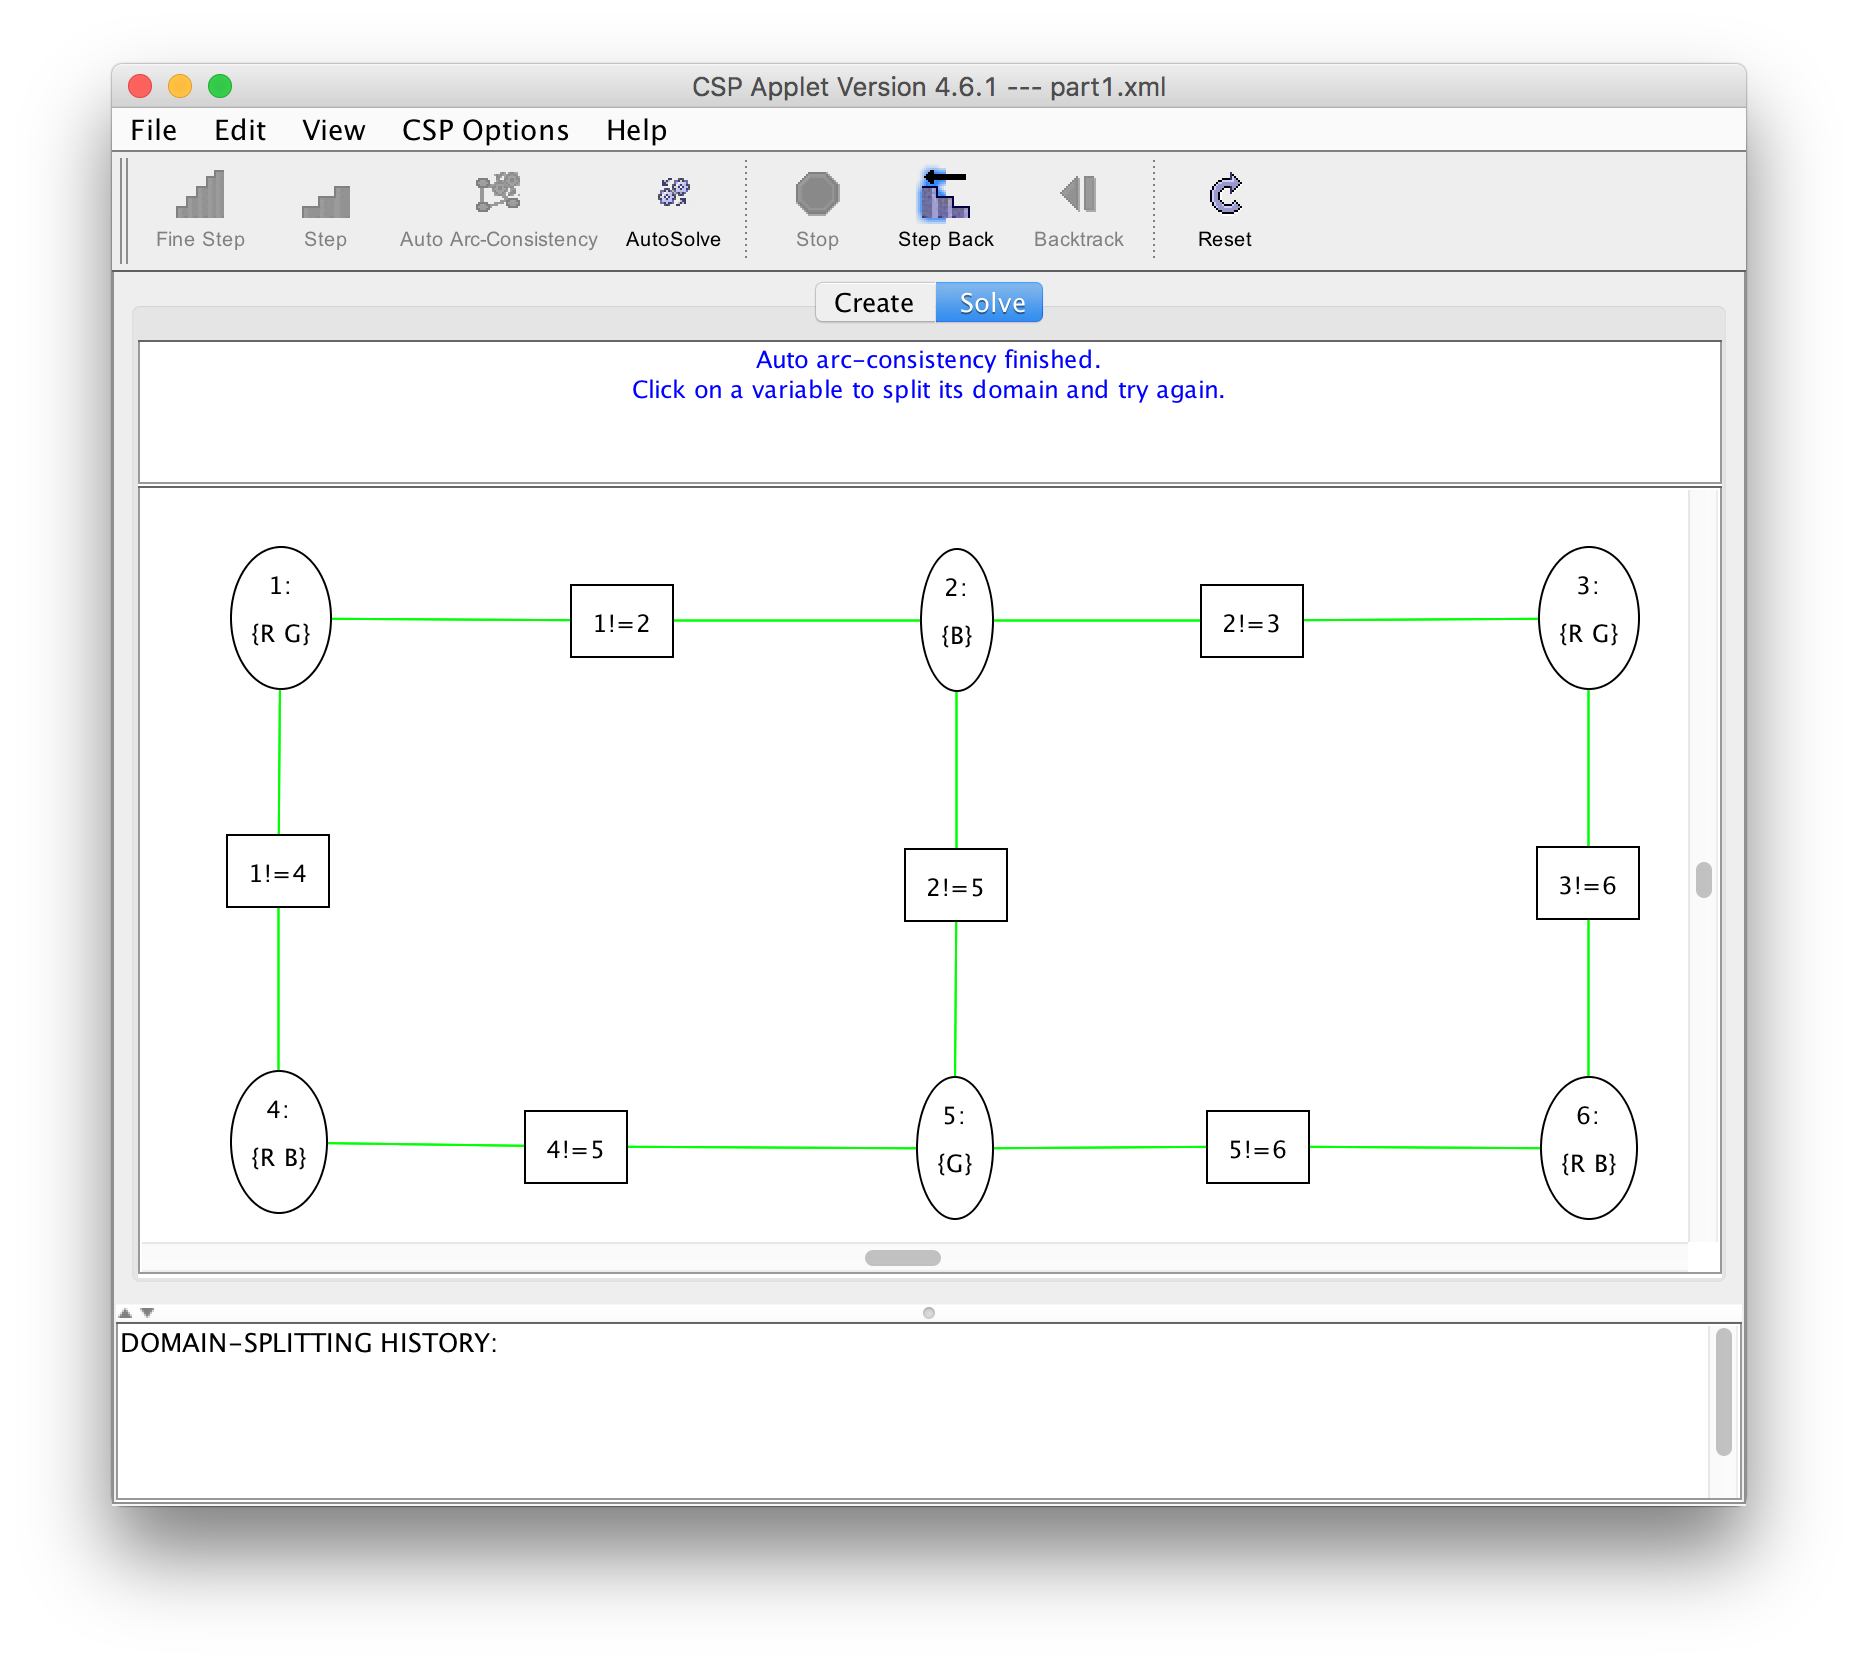 CSP Applet Version 4.6.1 --- part1.xml
File Edit View CSP Options Help
Fine Step Step Auto Arc-Consistency AutoSolve Stop Step Back Backtrack Reset
Create Solve
Auto arc-consistency finished.
Click on a variable to split its domain and try again.
1:
{R G}
1!=2
2:
{B}
2!=3
3:
{R G}
1!=4
2!=5
3!=6
4:
{R B}
4!=5
5:
{G}
5!=6
6:
{R B}
DOMAIN-SPLITTING HISTORY: